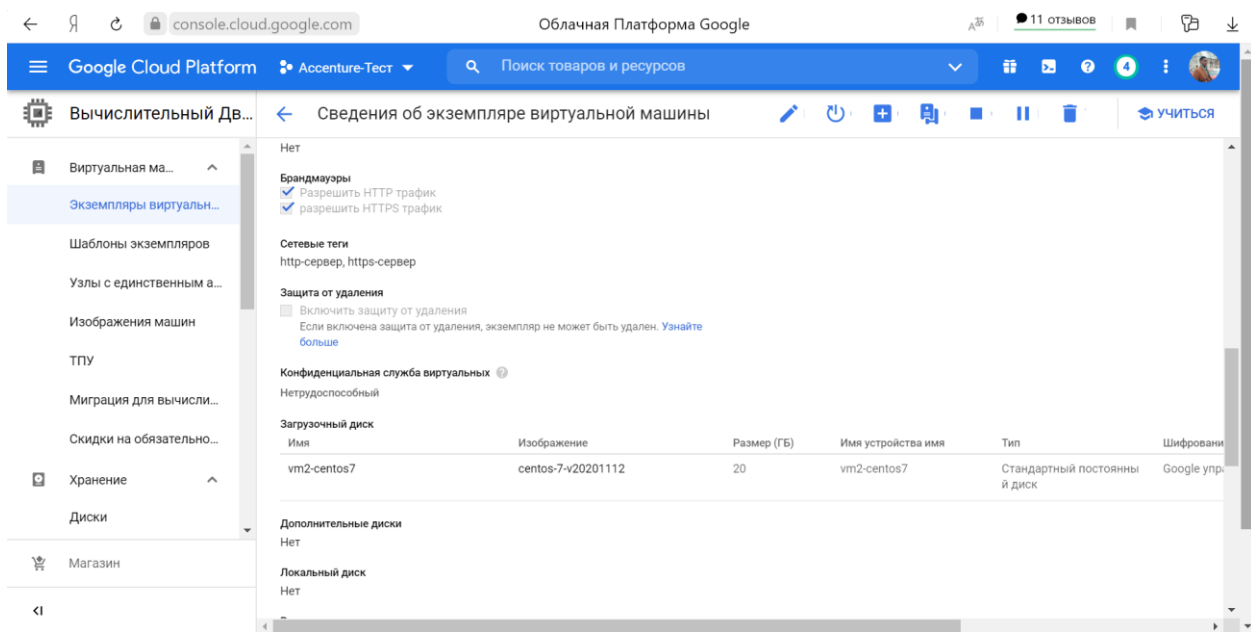 Я console.cloud.google.com Облачная Платформа Google 11 отзывов
Google Cloud Platform Accenture-Тест Поиск товаров и ресурсов 4
Вычислительный Дв... Сведения об экземпляре виртуальной машины УЧИТЬСЯ
Виртуальная ма...
Экземпляры виртуальн...
Шаблоны экземпляров
Узлы с единственным а...
Изображения машин
ТПУ
Миграция для вычисли...
Скидки на обязательно...
Хранение
Диски
Магазин
Нет
Брандмауэры
Разрешить HTTP трафик
разрешить HTTPS трафик
Сетевые теги
http-сервер, https-сервер
Защита от удаления
Включить защиту от удаления
Если включена защита от удаления, экземпляр не может быть удален. Узнайте
больше
Конфиденциальная служба виртуальных
Нетрудоспособный
Загрузочный диск
Имя Изображение Размер (ГБ) Имя устройства имя Тип Шифровани
vm2-centos7 centos-7-v20201112 20 vm2-centos7 Стандартный постоянны Google упра
й диск
Дополнительные диски
Нет
Локальный диск
Нет